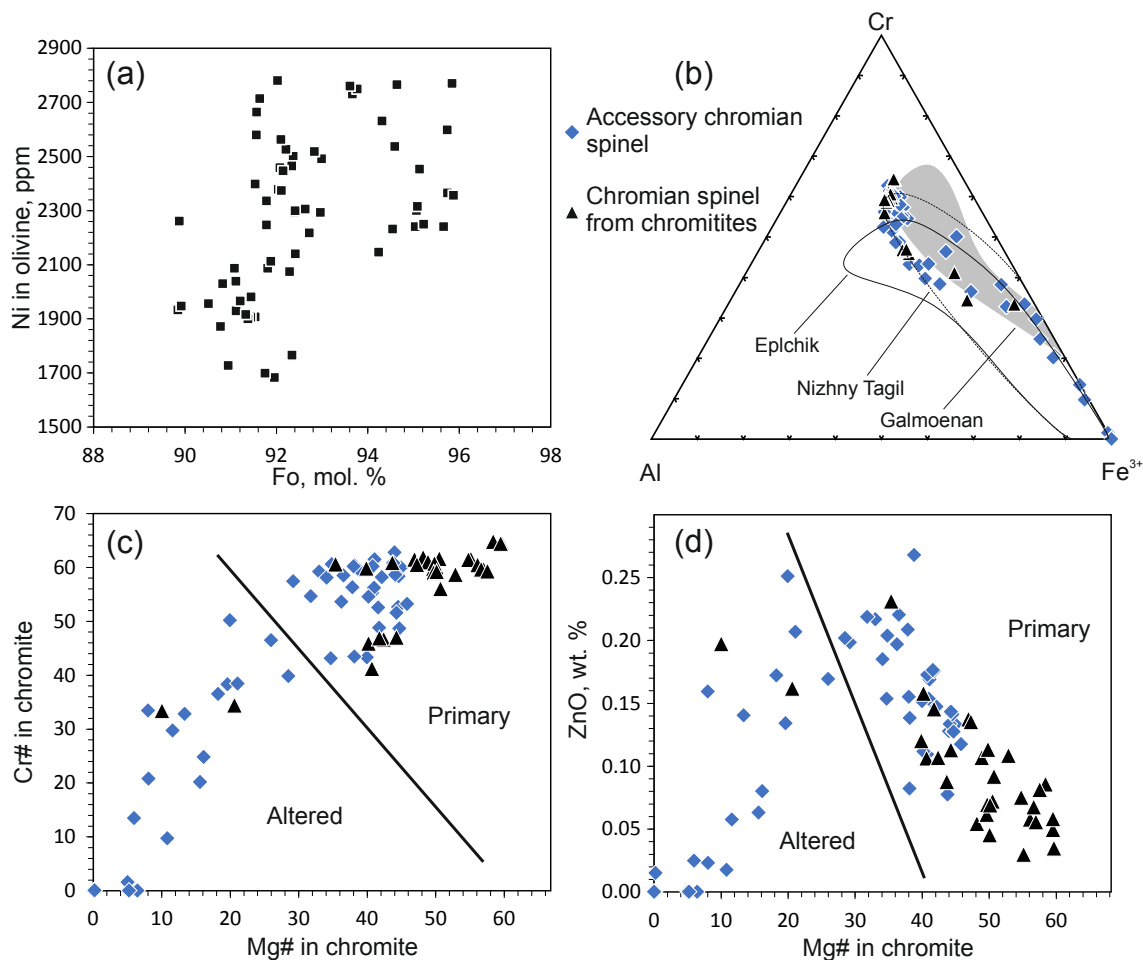 (a)
Ni in olivine, ppm
2900
2700
2500
2300
2100
1900
1700
1500
88 90 92 94 96 98
Fo, mol. %
(b)
Cr
Accessory chromian
spinel
Chromian spinel
from chromitites
Eplchik
Nizhny Tagil
Galmoenan
Al
Fe³⁺
(c)
Cr# in chromite
70
60
50
40
30
20
10
0
Primary
Altered
0 10 20 30 40 50 60
Mg# in chromite
(d)
ZnO, wt. %
0.25
0.20
0.15
0.10
0.05
0.00
Primary
Altered
0 10 20 30 40 50 60
Mg# in chromite